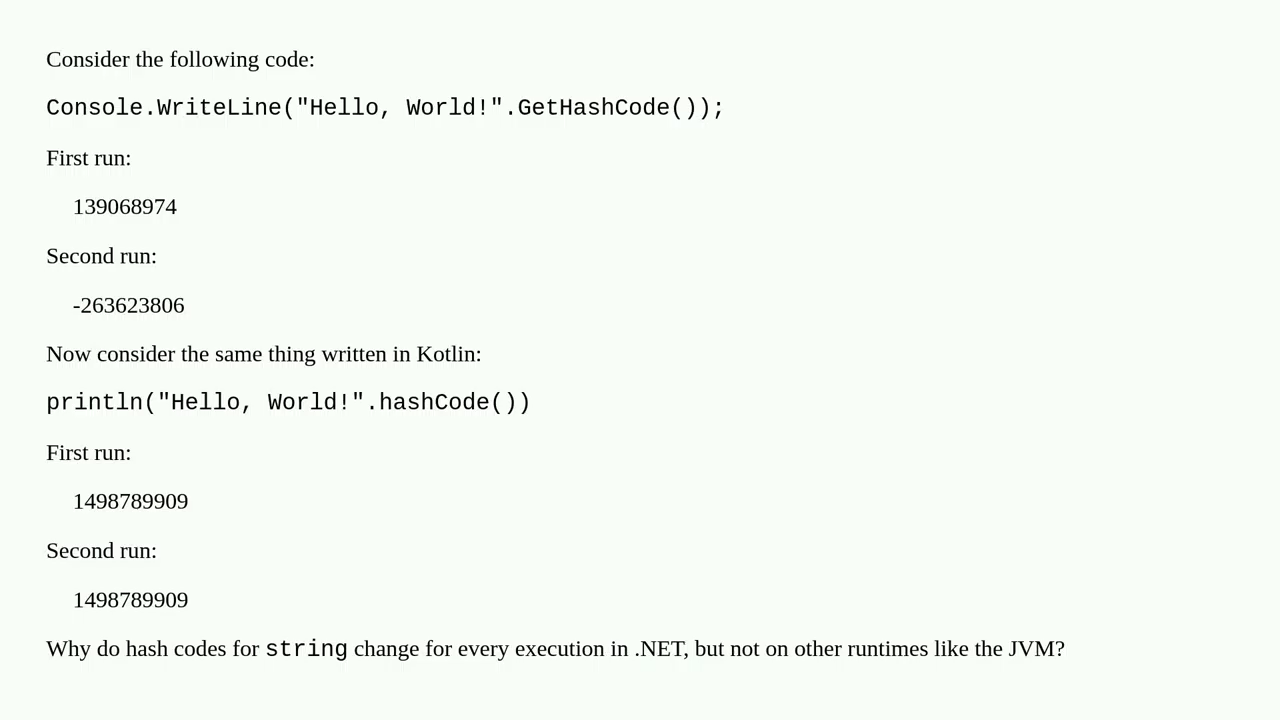 Consider the following code:
Console.WriteLine("Hello, World!".GetHashCode());
First run:
139068974
Second run:
-263623806
Now consider the same thing written in Kotlin:
println("Hello, World!".hashCode())
First run:
1498789909
Second run:
1498789909
Why do hash codes for string change for every execution in .NET, but not on other runtimes like the JVM?